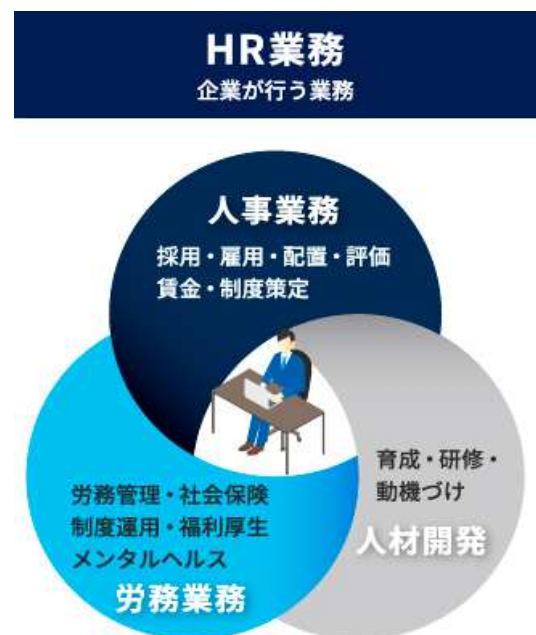 HR業務
企業が行う業務
人事業務
採用・雇用・配置・評価
賃金・制度策定
労務管理・社会保険
制度運用・福利厚生
メンタルヘルス
労務業務
育成・研修・
動機づけ
人材開発